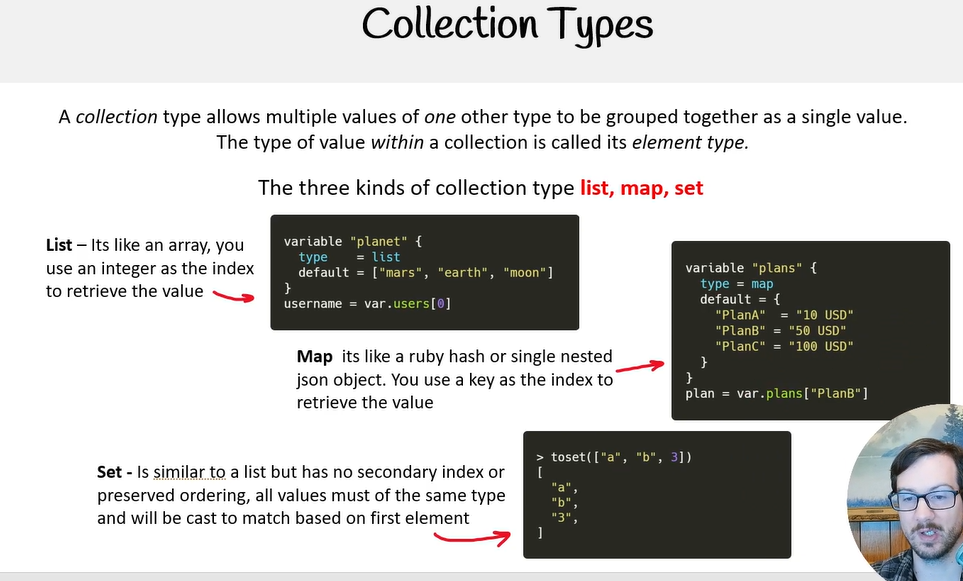 Collection Types
A collection type allows multiple values of one other type to be grouped together as a single value.
The type of value within a collection is called its element type.
The three kinds of collection type list, map, set
List – Its like an array, you
use an integer as the index
to retrieve the value
variable "planet" {
  type    = list
  default = ["mars", "earth", "moon"]
}
username = var.users[0]
Map  its like a ruby hash or single nested
json object. You use a key as the index to
retrieve the value
variable "plans" {
  type = map
  default = {
    "PlanA"  = "10 USD"
    "PlanB" = "50 USD"
    "PlanC" = "100 USD"
  }
}
plan = var.plans["PlanB"]
Set - Is similar to a list but has no secondary index or
preserved ordering, all values must of the same type
and will be cast to match based on first element
> toset(["a", "b", 3])
[
  "a",
  "b",
  "3",
]